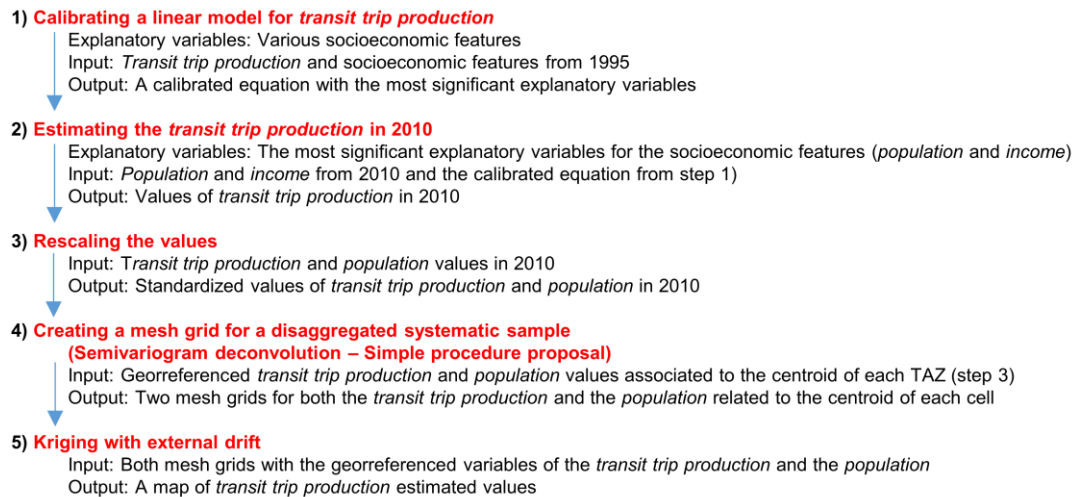 1) Calibrating a linear model for transit trip production
Explanatory variables: Various socioeconomic features
Input: Transit trip production and socioeconomic features from 1995
Output: A calibrated equation with the most significant explanatory variables
2) Estimating the transit trip production in 2010
Explanatory variables: The most significant explanatory variables for the socioeconomic features (population and income)
Input: Population and income from 2010 and the calibrated equation from step 1)
Output: Values of transit trip production in 2010
3) Rescaling the values
Input: Transit trip production and population values in 2010
Output: Standardized values of transit trip production and population in 2010
4) Creating a mesh grid for a disaggregated systematic sample
(Semivariogram deconvolution – Simple procedure proposal)
Input: Georreferenced transit trip production and population values associated to the centroid of each TAZ (step 3)
Output: Two mesh grids for both the transit trip production and the population related to the centroid of each cell
5) Kriging with external drift
Input: Both mesh grids with the georreferenced variables of the transit trip production and the population
Output: A map of transit trip production estimated values